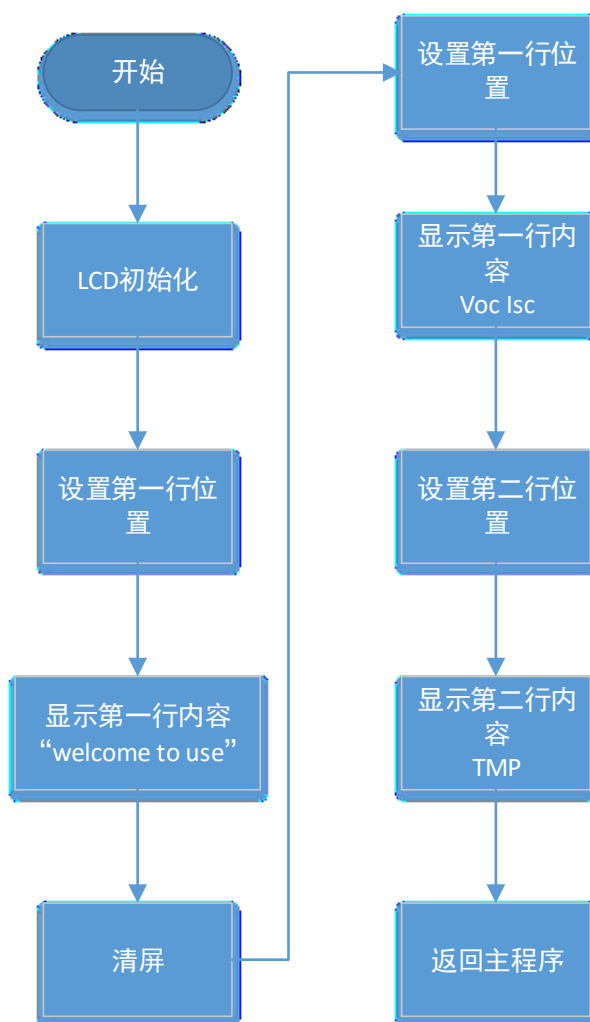 开始
LCD初始化
设置第一行位
置
显示第一行内容
“welcome to use”
清屏
设置第一行位
置
显示第一行内
容
Voc Isc
设置第二行位
置
显示第二行内
容
TMP
返回主程序